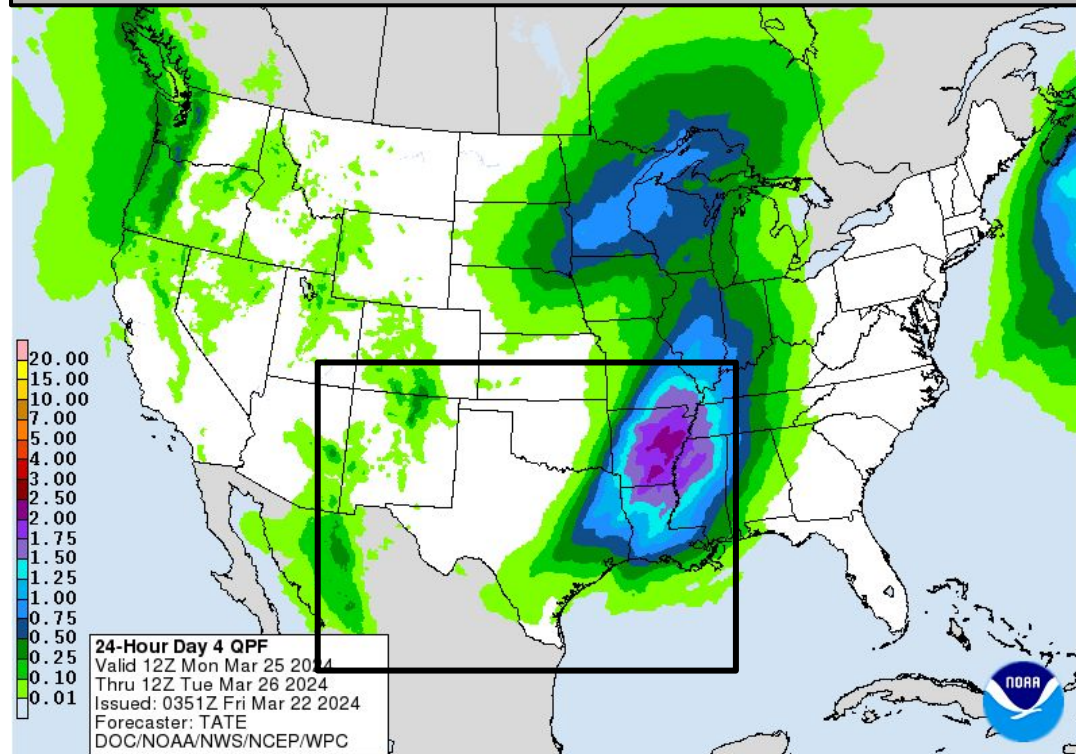 20.00
15.00
10.00
7.00
5.00
4.00
3.00
2.50
2.00
1.75
1.50
1.25
1.00
0.75
0.50
0.25
0.10
0.01
24-Hour Day 4 QPF
Valid 12Z Mon Mar 25 2024
Thru 12Z Tue Mar 26 2024
Issued: 0351Z Fri Mar 22 2024
Forecaster: TATE
DOC/NOAA/NWS/NCEP/WPC
NOAA